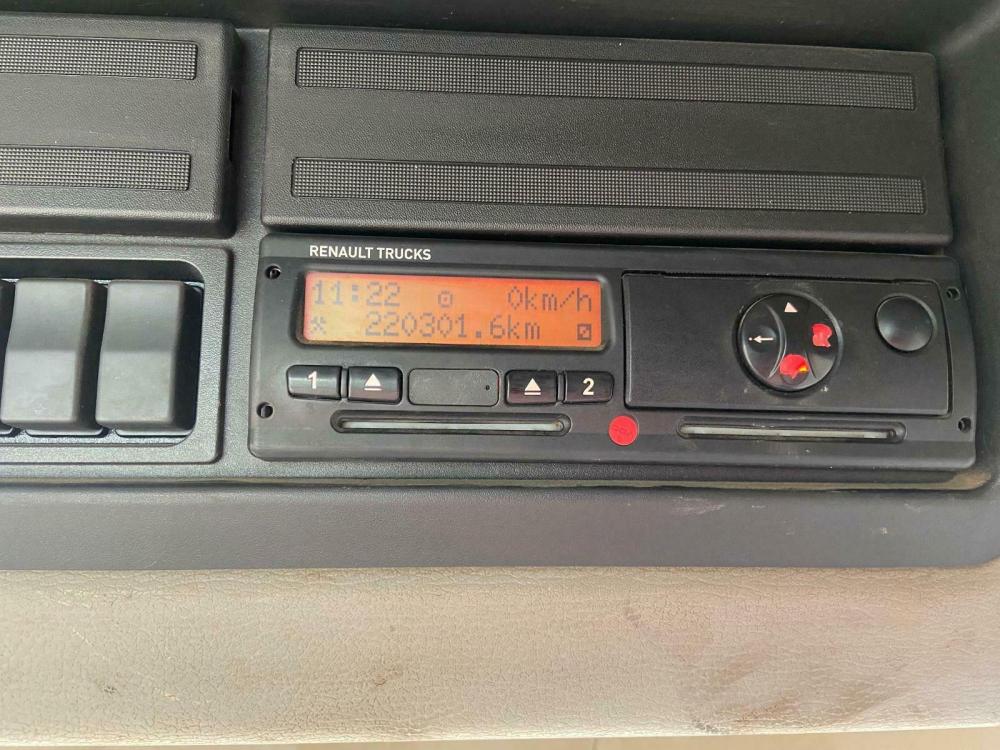 RENAULT TRUCKS
11:22 0km/h
220301.6km
1 2